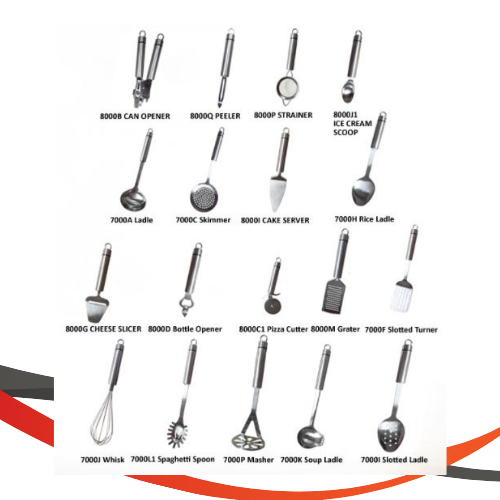 8000B CAN OPENER
8000Q PEELER
8000P STRAINER
8000J1
ICE CREAM
SCOOP
7000A Ladle
7000C Skimmer
8000I CAKE SERVER
7000H Rice Ladle
8000G CHEESE SLICER
8000D Bottle Opener
8000C1 Pizza Cutter
8000M Grater
7000F Slotted Turner
7000J Whisk
7000L1 Spaghetti Spoon
7000P Masher
7000K Soup Ladle
7000I Slotted Ladle